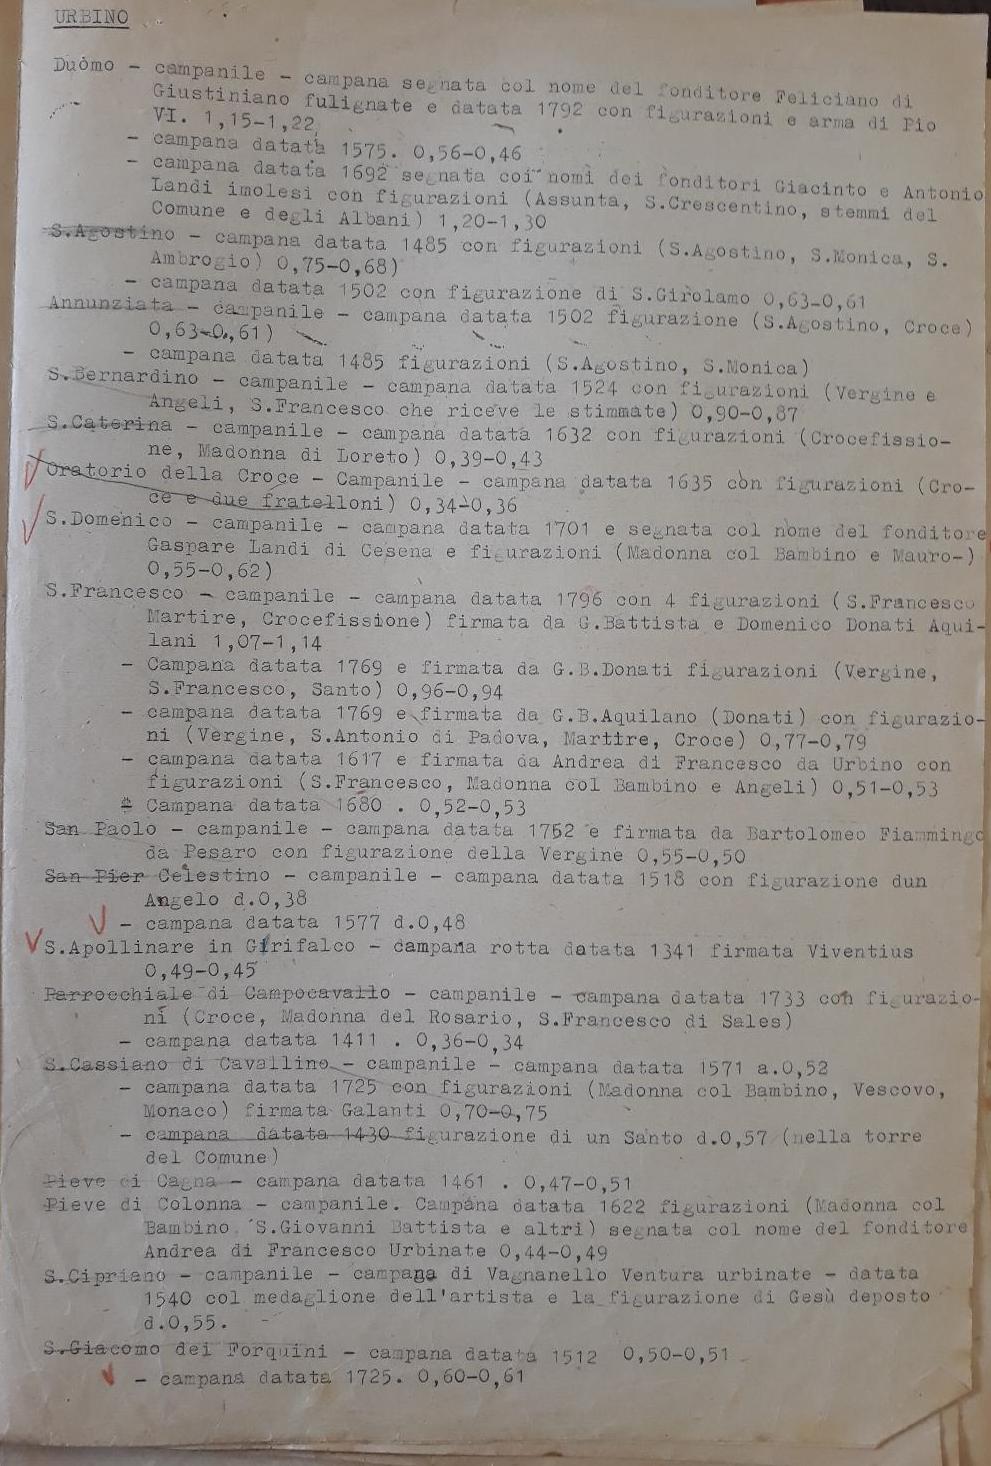 URBINO
Duomo - campanile - campana segnata col nome del fonditore Feliciano di
Giustiniano fulignate e datata 1792 con figurazioni e arma di Pio
VI. 1,15-1,22
- campana datata 1575. 0,56-0,46
- campana datata 1692 segnata coi nomi dei fonditori Giacinto e Antonio
Landi imolesi con figurazioni (Assunta, S.Crescentino, stemmi del
Comune e degli Albani) 1,20-1,30
S.Agostino - campana datata 1485 con figurazioni (S.Agostino, S.Monica, S.
Ambrogio) 0,75-0,68)
- campana datata 1502 con figurazione di S.Girolamo 0,63-0,61
Annunziata - campanile - campana datata 1502 figurazione (S.Agostino, Croce)
0,63-0,61)
- campana datata 1485 figurazioni (S.Agostino, S.Monica)
S.Bernardino - campanile - campana datata 1524 con figurazioni (Vergine e
Angeli, S.Francesco che riceve le stimmate) 0,90-0,87
S.Caterina - campanile - campana datata 1632 con figurazioni (Crocefissio-
ne, Madonna di Loreto) 0,39-0,43
Oratorio della Croce - Campanile - campana datata 1635 con figurazioni (Cro-
ce e due fratelloni) 0,34-0,36
S.Domenico - campanile - campana datata 1701 e segnata col nome del fonditore
Gaspare Landi di Cesena e figurazioni (Madonna col Bambino e Mauro-)
0,55-0,62)
S.Francesco - campanile - campana datata 1796 con 4 figurazioni ( S.Francesco
Martire, Crocefissione) firmata da G.Battista e Domenico Donati Aqui-
lani 1,07-1,14
- Campana datata 1769 e firmata da G.B.Donati figurazioni (Vergine,
S.Francesco, Santo) 0,96-0,94
- campana datata 1769 e firmata da G.B.Aquilano (Donati) con figurazio-
ni (Vergine, S.Antonio di Padova, Martire, Croce) 0,77-0,79
- campana datata 1617 e firmata da Andrea di Francesco da Urbino con
figurazioni (S.Francesco, Madonna col Bambino e Angeli) 0,51-0,53
- Campana datata 1680 . 0,52-0,53
San Paolo - campanile - campana datata 1752 e firmata da Bartolomeo Fiammingo
da Pesaro con figurazione della Vergine 0,55-0,50
San Pier Celestino - campanile - campana datata 1518 con figurazione dun
Angelo d.0,38
- campana datata 1577 d.0,48
S.Apollinare in Girifalco - campana rotta datata 1341 firmata Viventius
0,49-0,45
Parrocchiale di Campocavallo - campanile - campana datata 1733 con figurazio-
ni (Croce, Madonna del Rosario, S.Francesco di Sales)
- campana datata 1411 . 0,36-0,34
S.Cassiano di Cavallino - campanile - campana datata 1571 a.0,52
- campana datata 1725 con figurazioni (Madonna col Bambino, Vescovo,
Monaco) firmata Galanti 0,70-0,75
- campana datata 1430 figurazione di un Santo d.0,57 (nella torre
del Comune)
Pieve di Cagna - campana datata 1461 . 0,47-0,51
Pieve di Colonna - campanile. Campana datata 1622 figurazioni (Madonna col
Bambino. S.Giovanni Battista e altri) segnata col nome del fonditore
Andrea di Francesco Urbinate 0,44-0,49
S.Cipriano - campanile - campana di Vagnanello Ventura urbinate - datata
1540 col medaglione dell'artista e la figurazione di Gesù deposto
d.0,55.
S.Giacomo dei Forquini - campana datata 1512 0,50-0,51
- campana datata 1725. 0,60-0,61